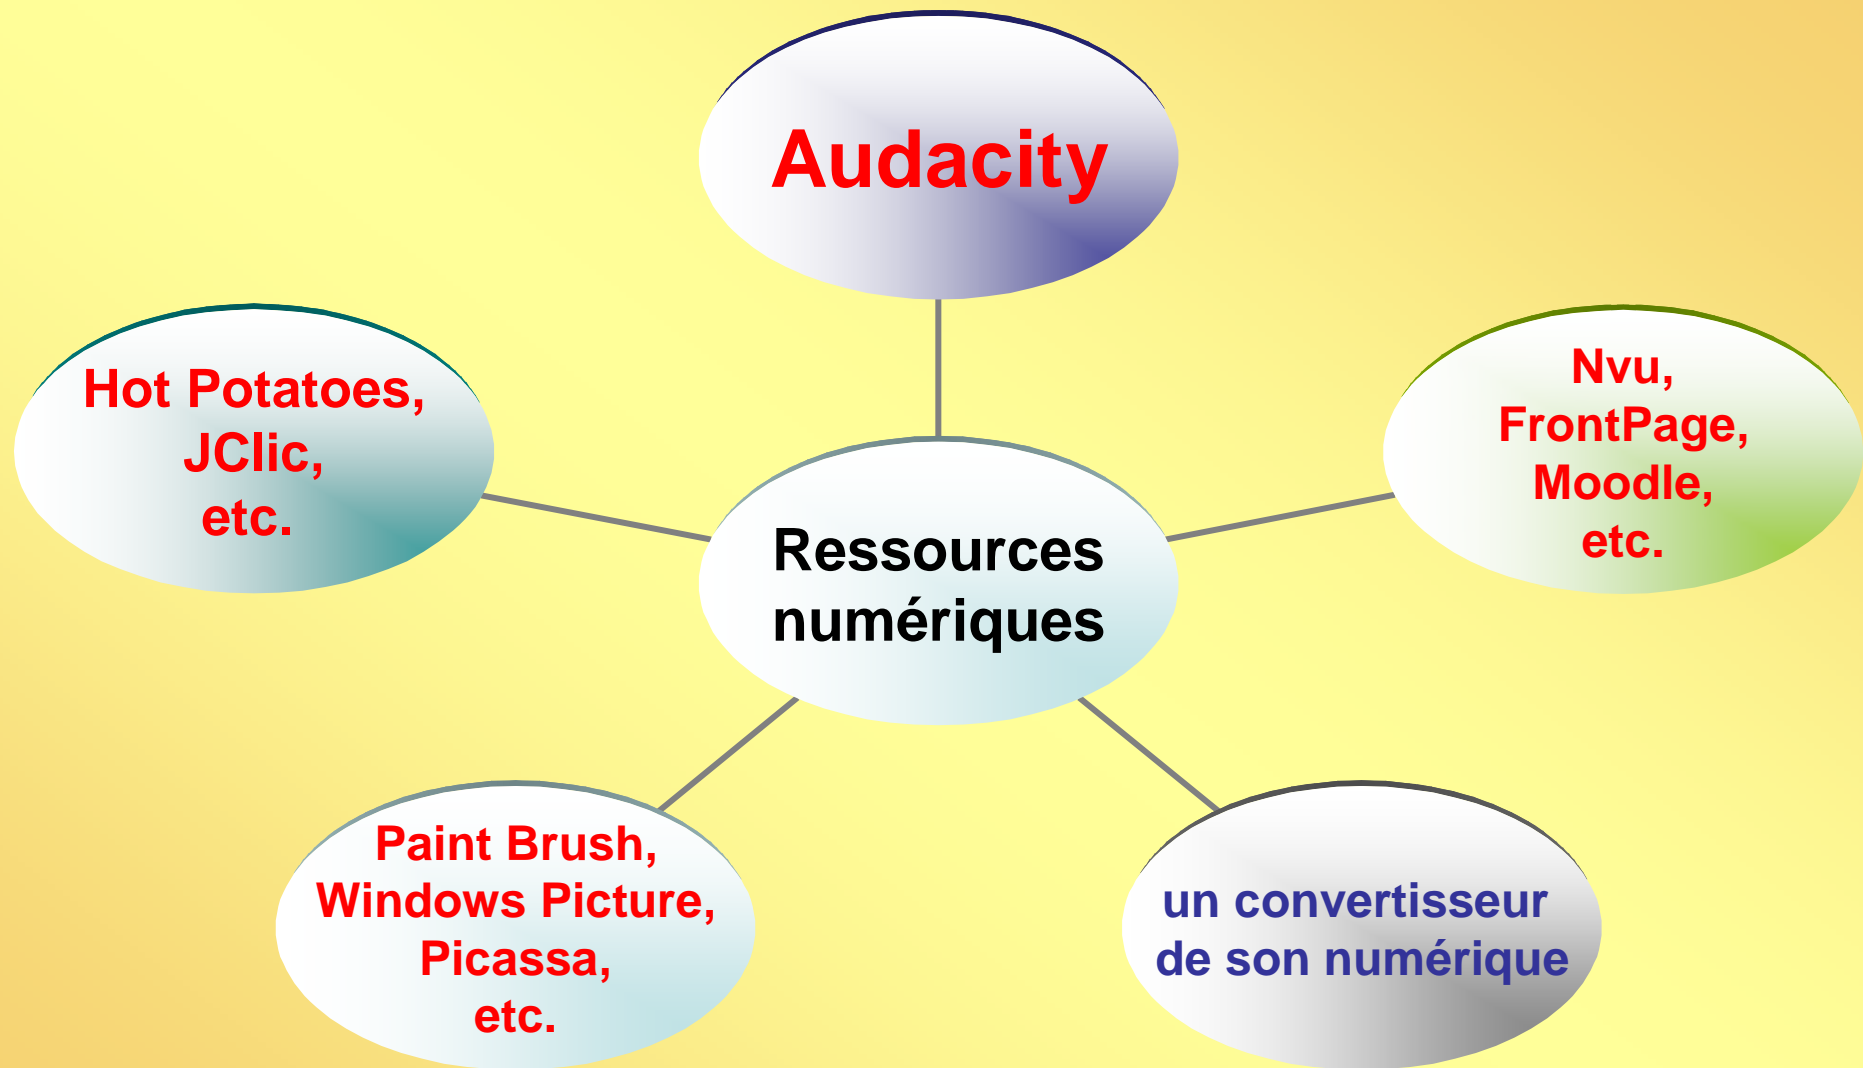 Audacity
Hot Potatoes,
JClic,
etc.
Nvu,
FrontPage,
Moodle,
etc.
Ressources
numériques
Paint Brush,
Windows Picture,
Picassa,
etc.
un convertisseur
de son numérique